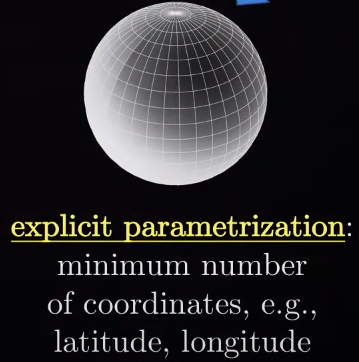 explicit parametrization:
minimum number
of coordinates, e.g.,
latitude, longitude